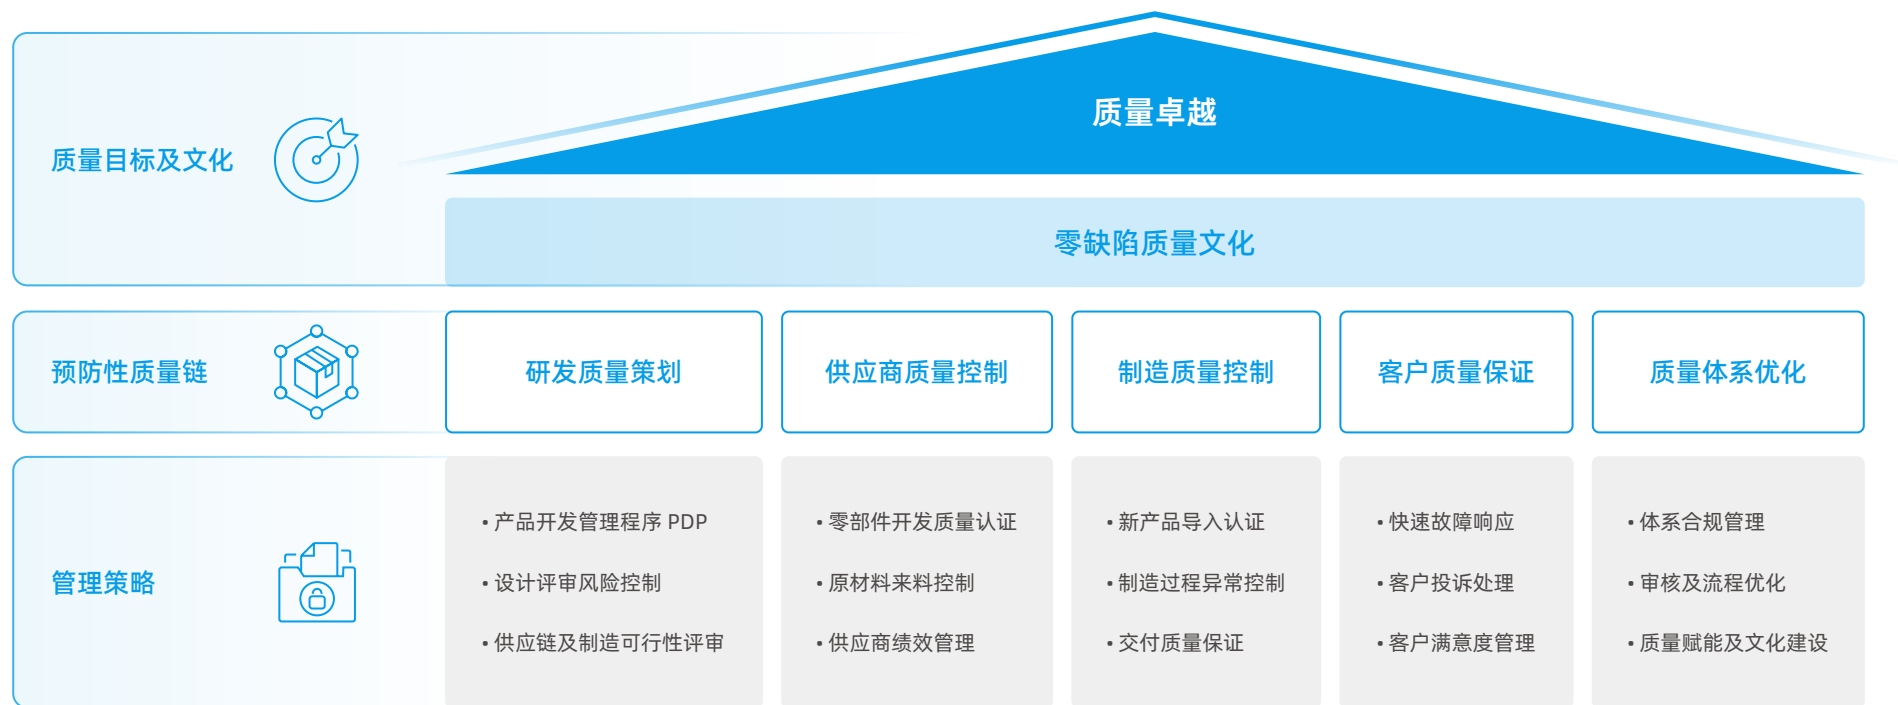 质量卓越
质量目标及文化
零缺陷质量文化
预防性质量链
研发质量策划
供应商质量控制
制造质量控制
客户质量保证
质量体系优化
管理策略
• 产品开发管理程序 PDP
• 设计评审风险控制
• 供应链及制造可行性评审
• 零部件开发质量认证
• 原材料来料控制
• 供应商绩效管理
• 新产品导入认证
• 制造过程异常控制
• 交付质量保证
• 快速故障响应
• 客户投诉处理
• 客户满意度管理
• 体系合规管理
• 审核及流程优化
• 质量赋能及文化建设